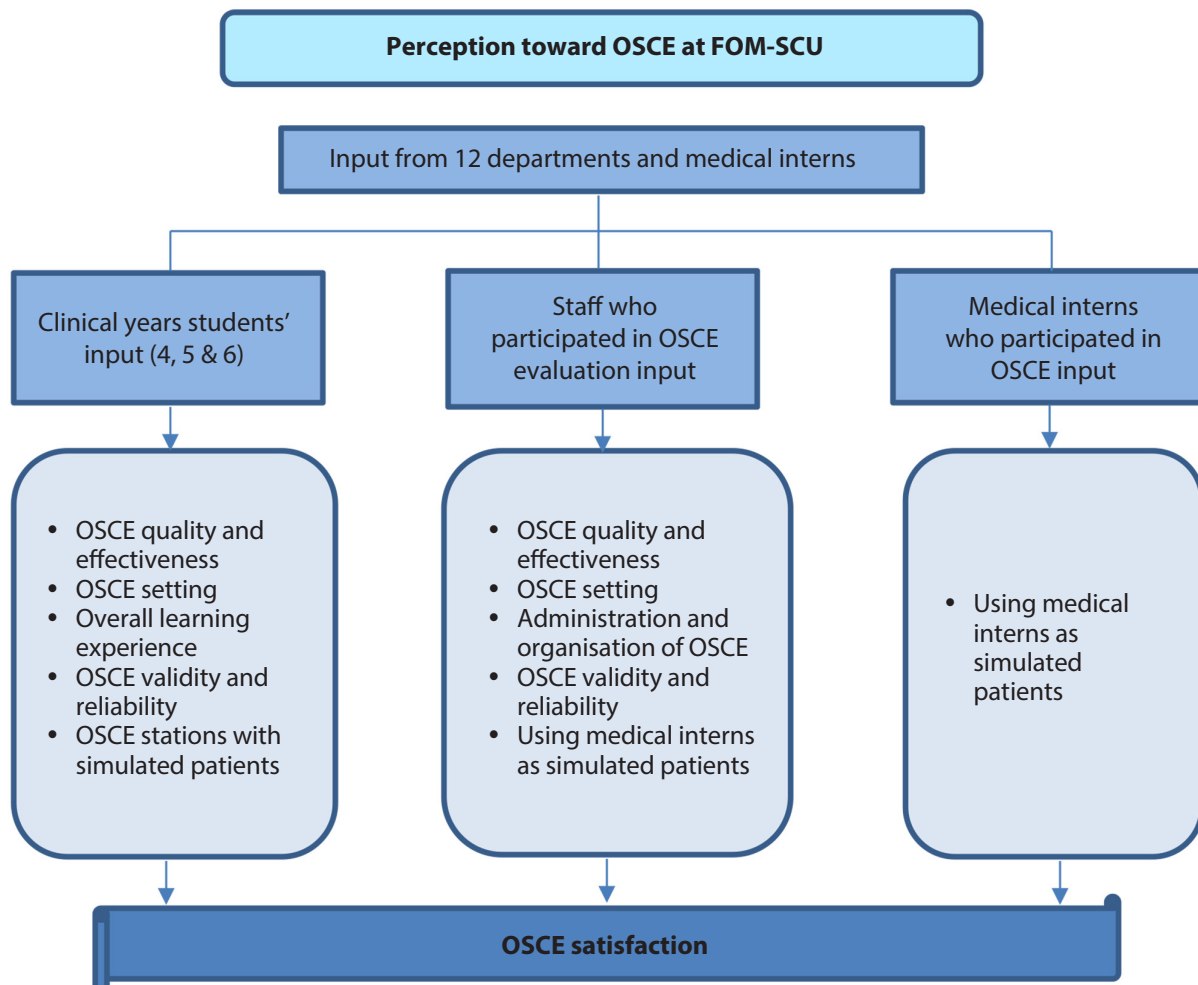 Perception toward OSCE at FOM-SCU
Input from 12 departments and medical interns
Clinical years students’
input (4, 5 & 6)
Staff who
participated in OSCE
evaluation input
Medical interns
who participated in
OSCE input
• OSCE quality and
effectiveness
• OSCE setting
• Overall learning
experience
• OSCE validity and
reliability
• OSCE stations with
simulated patients
• OSCE quality and
effectiveness
• OSCE setting
• Administration and
organisation of OSCE
• OSCE validity and
reliability
• Using medical interns
as simulated patients
• Using medical
interns as
simulated
patients
OSCE satisfaction